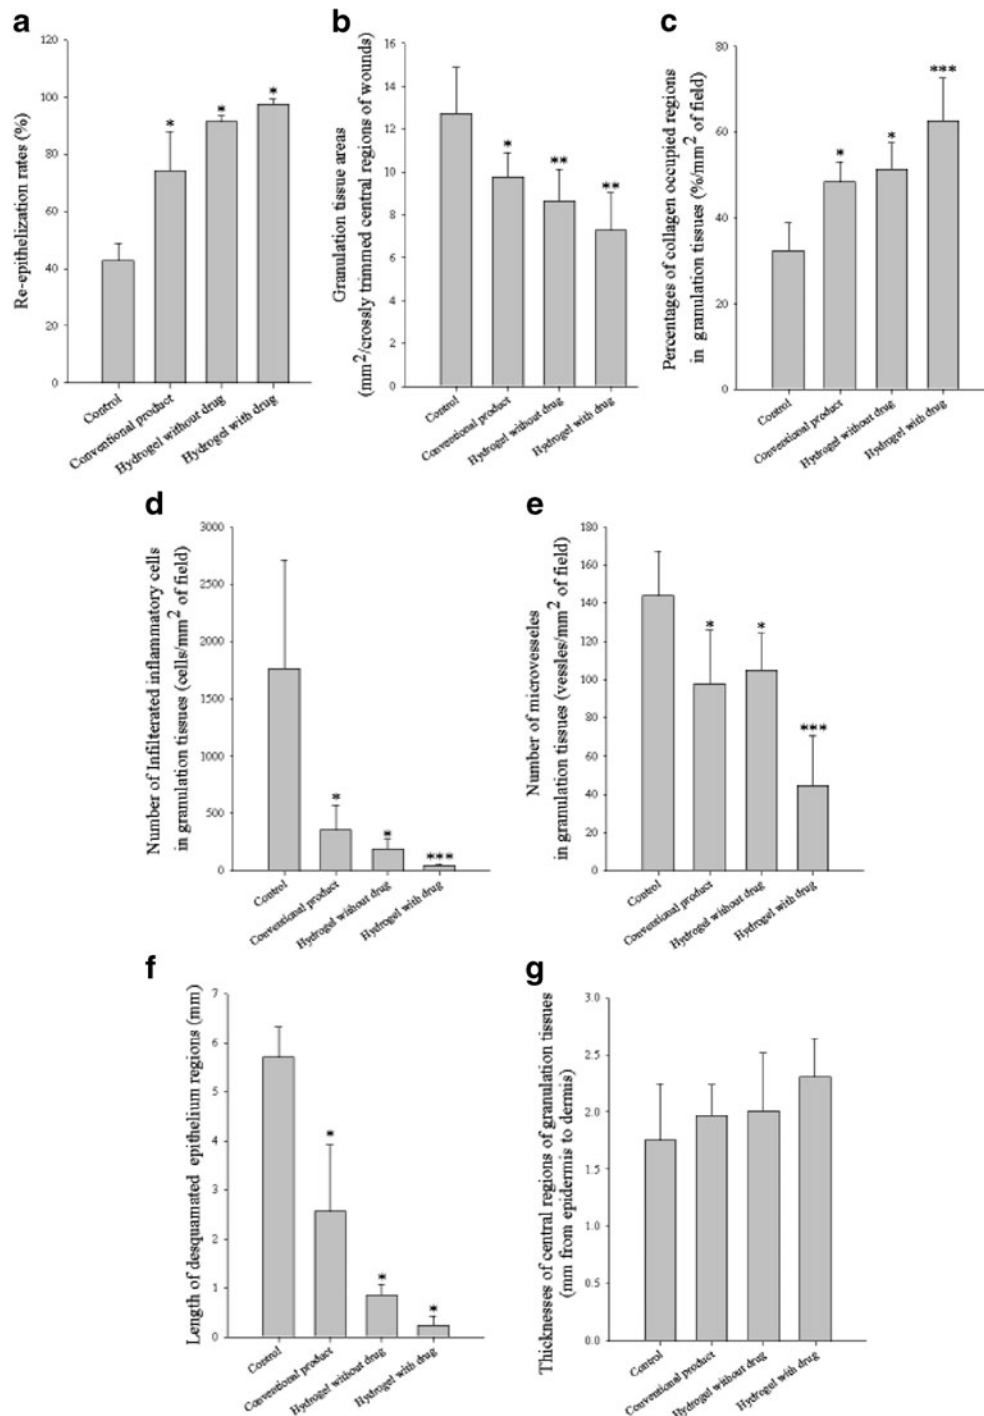 a
Re-epithelization rates (%)
120
100
80
60
40
20
0
*
*
*
Control
Conventional product
Hydrogel without drug
Hydrogel with drug
b
Granulation tissue areas
(mm²/crossly trimmed central regions of wounds)
16
14
12
10
8
6
4
2
0
*
**
**
Control
Conventional product
Hydrogel without drug
Hydrogel with drug
c
Percentages of collagen occupied regions
in granulation tissues (%/mm² of field)
80
60
40
20
0
*
*
***
Control
Conventional product
Hydrogel without drug
Hydrogel with drug
d
Number of Infilterated inflammatory cells
in granulation tissues (cells/mm² of field)
3000
2500
2000
1500
1000
500
0
*
*
***
Control
Conventional product
Hydrogel without drug
Hydrogel with drug
e
Number of microvesseles
in granulation tissues (vessles/mm² of field)
180
160
140
120
100
80
60
40
20
0
*
*
***
Control
Conventional product
Hydrogel without drug
Hydrogel with drug
f
Length of desquamated epithelium regions (mm)
7
6
5
4
3
2
1
0
*
*
*
Control
Conventional product
Hydrogel without drug
Hydrogel with drug
g
Thicknesses of central regions of granulation tissues
(mm from epidermis to dermis)
3.0
2.5
2.0
1.5
1.0
0.5
0.0
Control
Conventional product
Hydrogel without drug
Hydrogel with drug